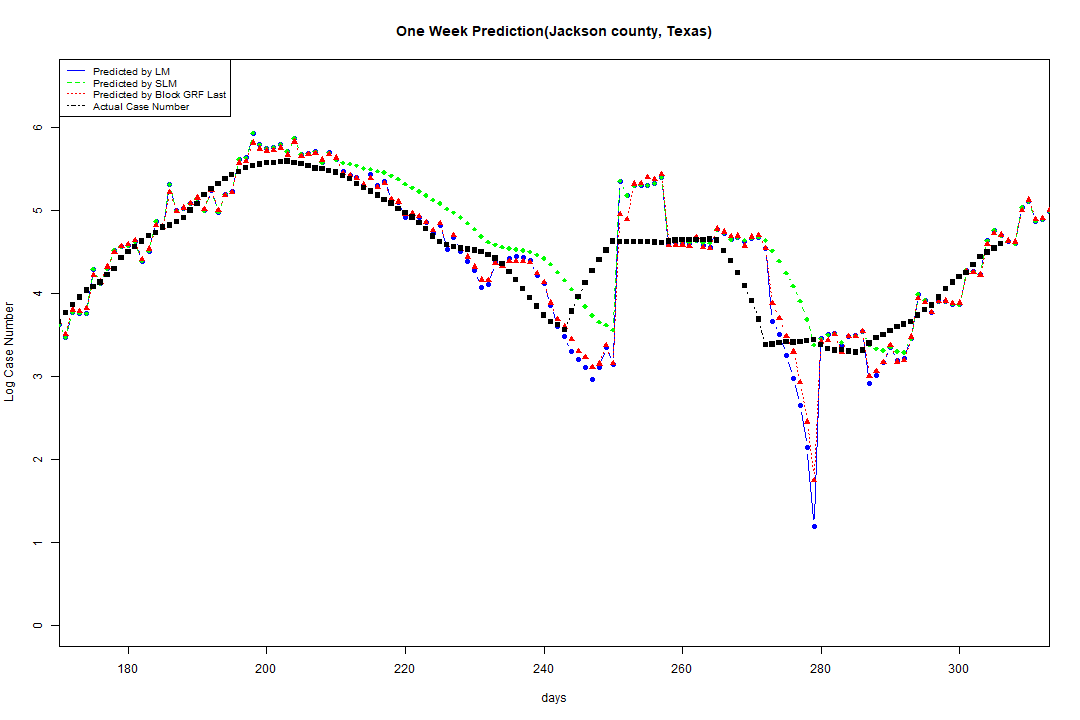 One Week Prediction(Jackson county, Texas)
Predicted by LM
Predicted by SLM
Predicted by Block GRF Last
Actual Case Number
6
5
4
3
2
1
0
Log Case Number
180 200 220 240 260 280 300
days